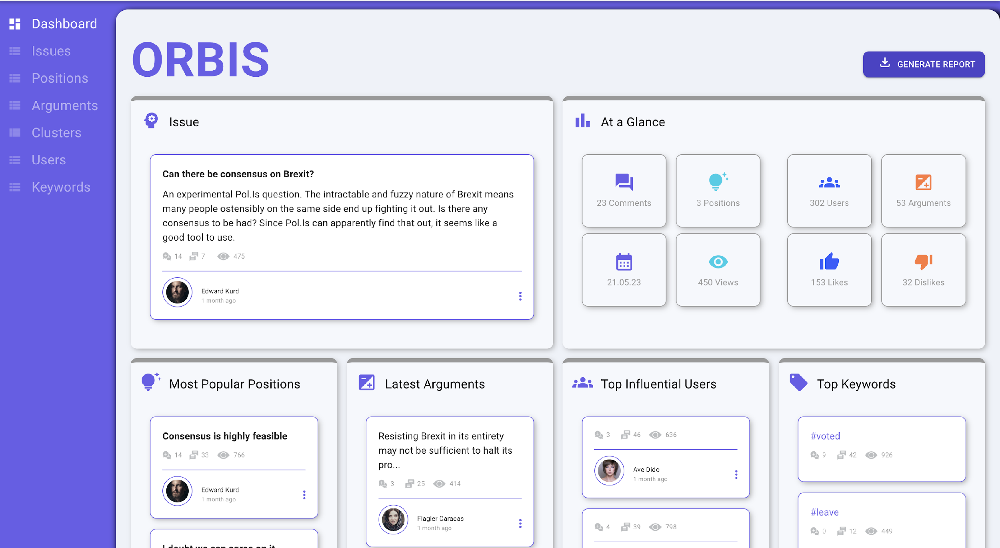 Dashboard
Issues
Positions
Arguments
Clusters
Users
Keywords
ORBIS
GENERATE REPORT
Issue
Can there be consensus on Brexit?
An experimental Pol.Is question. The intractable and fuzzy nature of Brexit means
many people ostensibly on the same side end up fighting it out. Is there any
consensus to be had? Since Pol.Is can apparently find that out, it seems like a
good tool to use.
14 7 475
Edward Kurd
1 month ago
At a Glance
23 Comments
3 Positions
302 Users
53 Arguments
21.05.23
450 Views
153 Likes
32 Dislikes
Most Popular Positions
Consensus is highly feasible
14 33 766
Edward Kurd
1 month ago
I doubt we can agree on it
Latest Arguments
Resisting Brexit in its entirety
may not be sufficient to halt its
pro...
3 25 414
Flagler Caracas
1 month ago
Top Influential Users
3 46 636
Ave Dido
1 month ago
4 39 798
Top Keywords
#voted
9 42 926
#leave
0 12 449